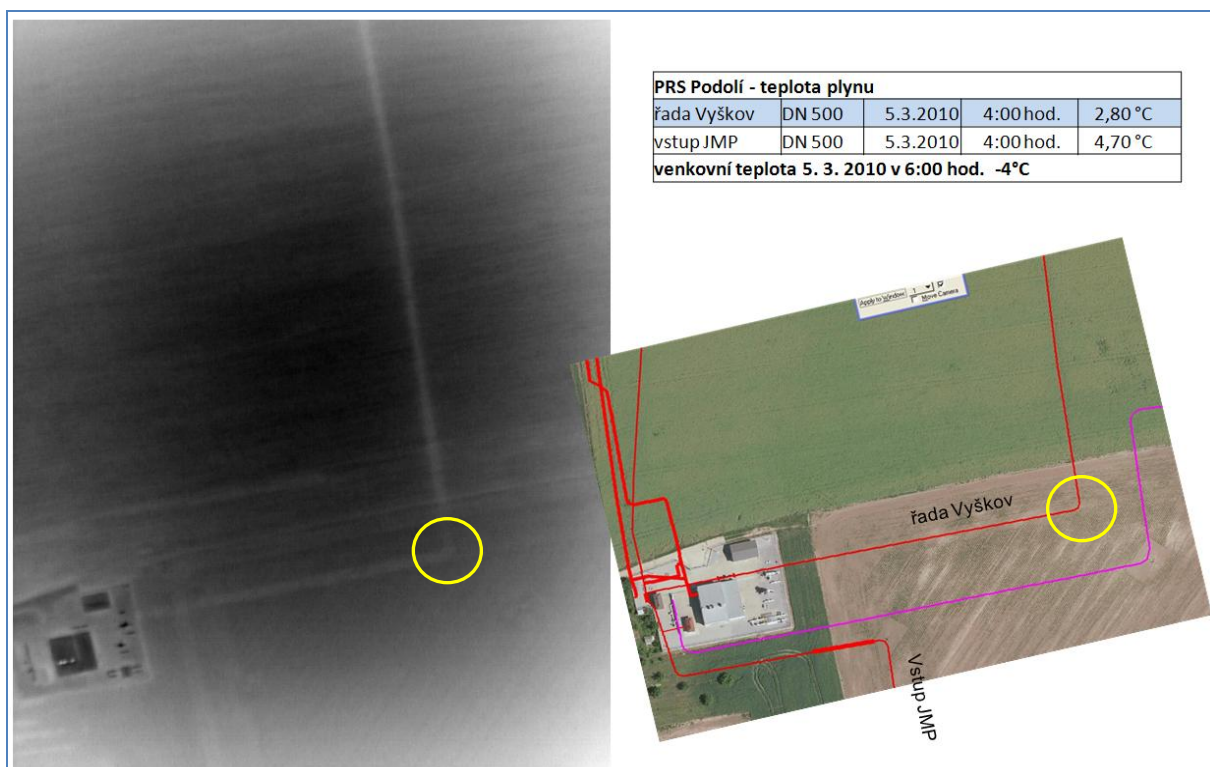 PRS Podolí - teplota plynu
řada Vyškov DN 500 5.3.2010 4:00 hod. 2,80 °C
vstup JMP DN 500 5.3.2010 4:00 hod. 4,70 °C
venkovní teplota 5. 3. 2010 v 6:00 hod. -4°C
Apply to Window: 1
Move Camera
řada Vyškov
Vstup JMP